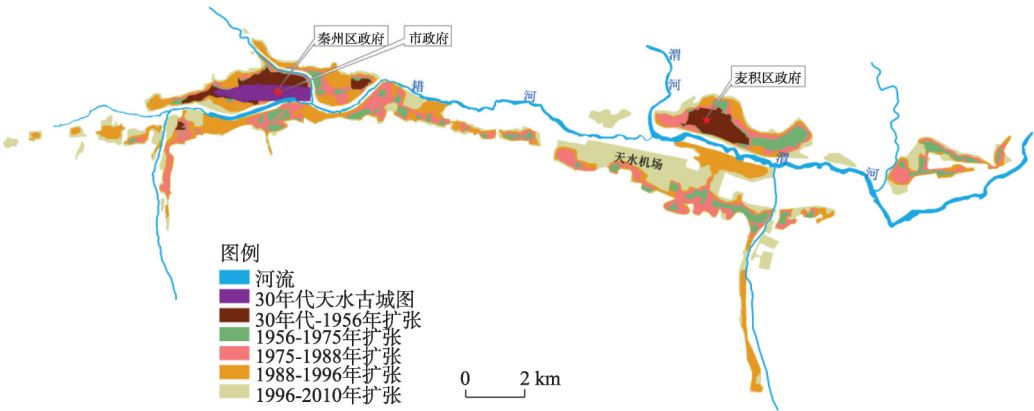 秦州区政府
市政府
渭
河
麦积区政府
耤
河
天水机场
渭
河
图例
河流
30年代天水古城图
30年代-1956年扩张
1956-1975年扩张
1975-1988年扩张
1988-1996年扩张
1996-2010年扩张
0 2 km